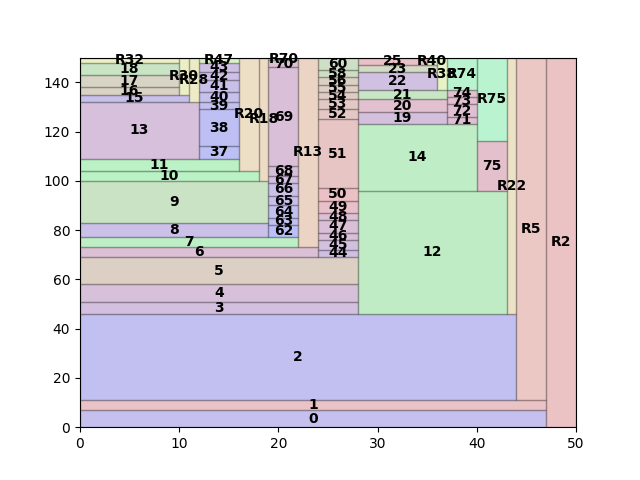 R32 R47 R70 60 25 R40
18 43 70 58 23 R38 R74
17 R30 R28 42 56 22
16 41 55 21 74 R75
15 40 54 20 73
39 R20 R18 69 53 19 72
13 38 52 71
37 R13 51 14
11 68 75
10 67 R22
9 66 50
65 49
64 48
8 63 47
7 62 46 R5 R2
6 45
44 12
5
4
3
2
1
0
140
120
100
80
60
40
20
0
0 10 20 30 40 50